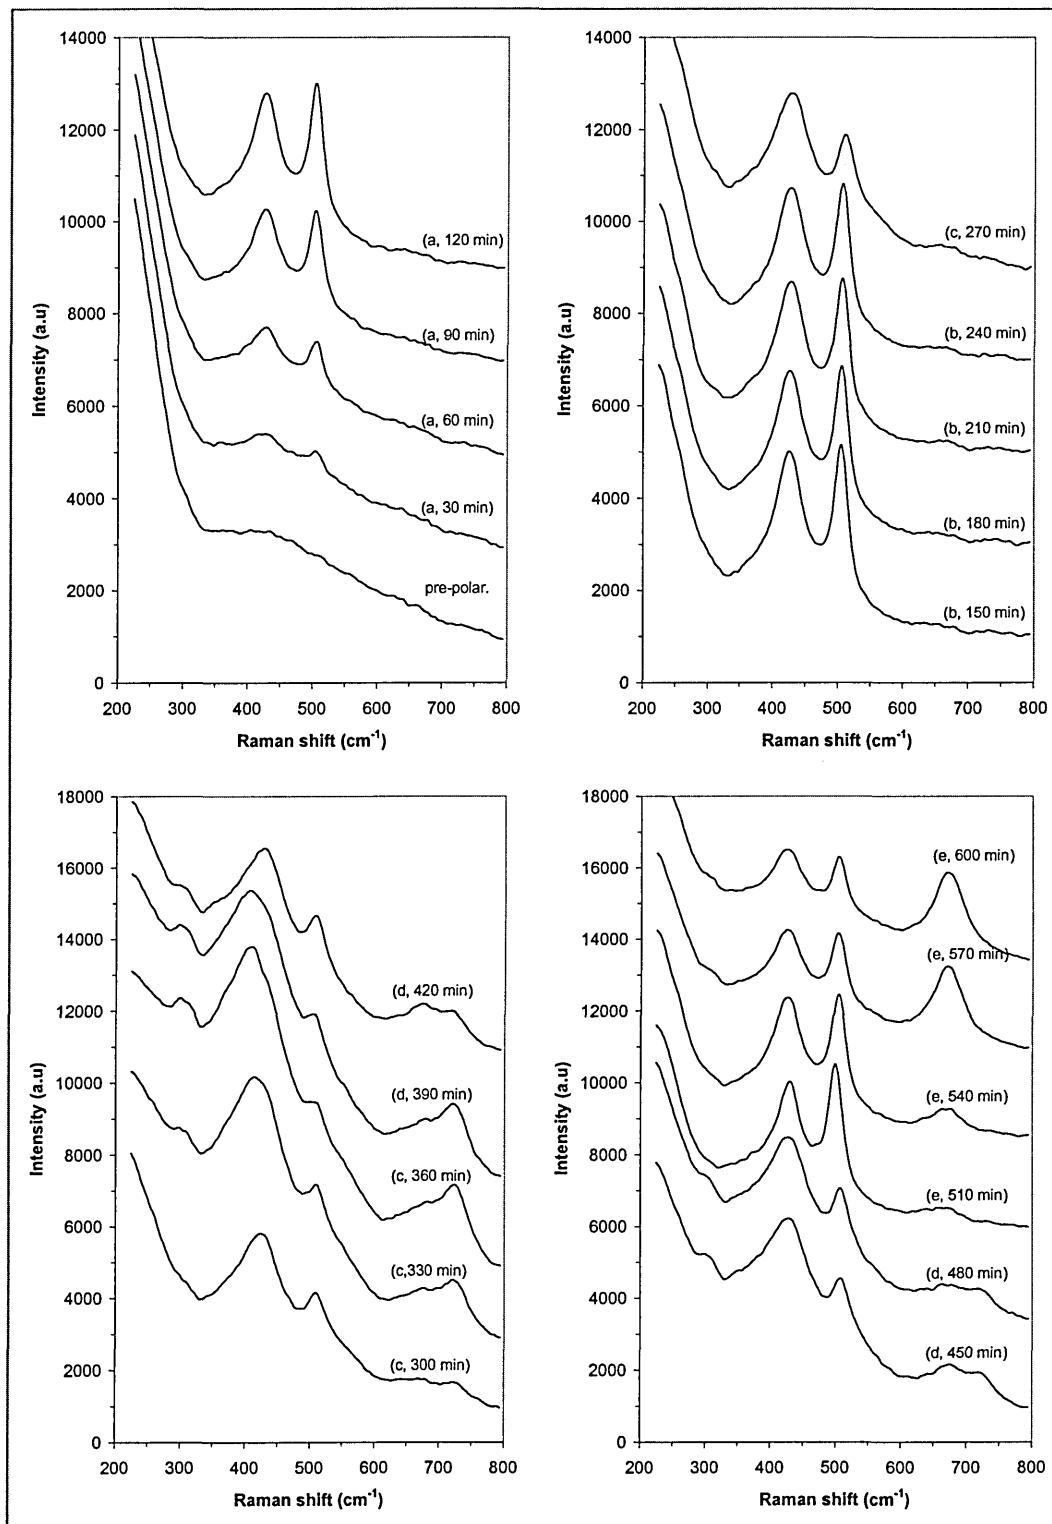 14000
12000
10000
8000
6000
4000
2000
0
Intensity (a.u)
(a, 120 min)
(a, 90 min)
(a, 60 min)
(a, 30 min)
pre-polar.
200 300 400 500 600 700 800
Raman shift (cm⁻¹)
14000
12000
10000
8000
6000
4000
2000
0
Intensity (a.u)
(c, 270 min)
(b, 240 min)
(b, 210 min)
(b, 180 min)
(b, 150 min)
200 300 400 500 600 700 800
Raman shift (cm⁻¹)
18000
16000
14000
12000
10000
8000
6000
4000
2000
0
Intensity (a.u)
(d, 420 min)
(d, 390 min)
(c, 360 min)
(c,330 min)
(c, 300 min)
200 300 400 500 600 700 800
Raman shift (cm⁻¹)
18000
16000
14000
12000
10000
8000
6000
4000
2000
0
Intensity (a.u)
(e, 600 min)
(e, 570 min)
(e, 540 min)
(e, 510 min)
(d, 480 min)
(d, 450 min)
200 300 400 500 600 700 800
Raman shift (cm⁻¹)